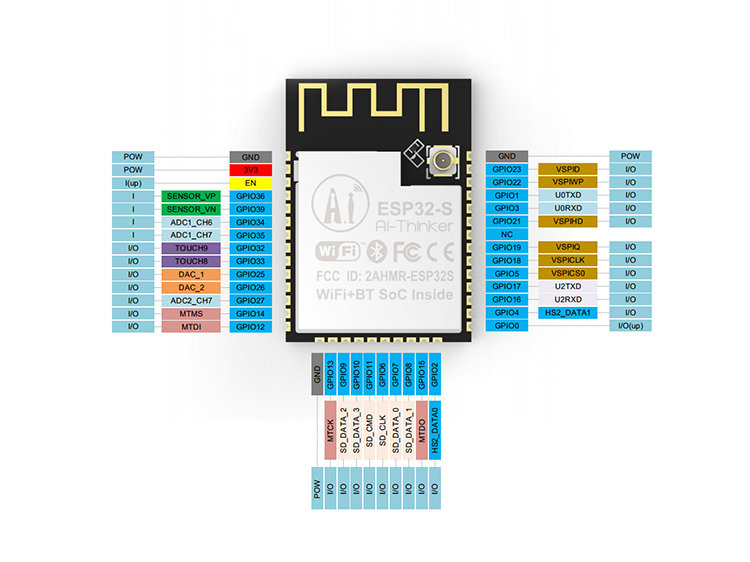 POW GND
POW 3V3
I(up) EN
I SENSOR_VP GPIO36
I SENSOR_VN GPIO39
I ADC1_CH6 GPIO34
I ADC1_CH7 GPIO35
I/O TOUCH9 GPIO32
I/O TOUCH8 GPIO33
I/O DAC_1 GPIO25
I/O DAC_2 GPIO26
I/O ADC2_CH7 GPIO27
I/O MTMS GPIO14
I/O MTDI GPIO12
Ai
ESP32-S
AI-Thinker
WiFi FC CE
FCC ID: 2AHMR-ESP32S
WiFi+BT SoC Inside
GND POW
GPIO23 VSPID I/O
GPIO22 VSPIWP I/O
GPIO1 U0TXD I/O
GPIO3 U0RXD I/O
GPIO21 VSPIHD I/O
NC
GPIO19 VSPIQ I/O
GPIO18 VSPICLK I/O
GPIO5 VSPICS0 I/O
GPIO17 U2TXD I/O
GPIO16 U2RXD I/O
GPIO4 HS2_DATA1 I/O
GPIO0 I/O(up)
GND POW
GPIO13 MTCK I/O
GPIO9 SD_DATA_2 I/O
GPIO10 SD_DATA_3 I/O
GPIO11 SD_CMD I/O
GPIO6 SD_CLK I/O
GPIO7 SD_DATA_0 I/O
GPIO8 SD_DATA_1 I/O
GPIO15 MTDO I/O
GPIO2 HS2_DATA0 I/O